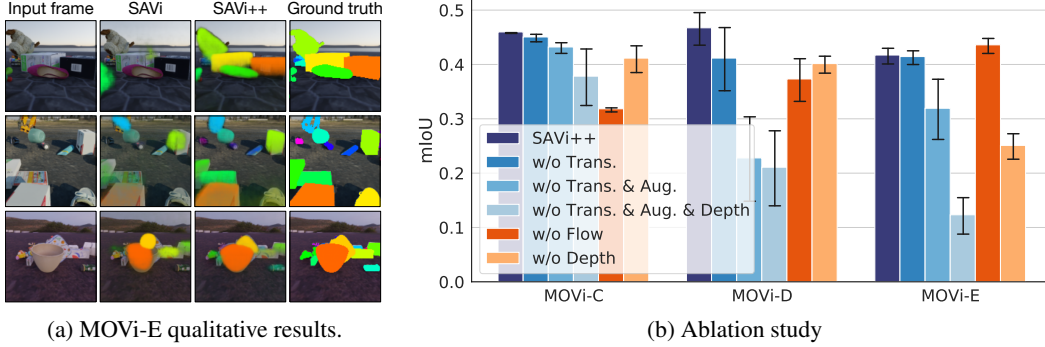 Input frame SAVi SAVi++ Ground truth
(a) MOVi-E qualitative results.
0.5
0.4
0.3
0.2
0.1
0.0
mIoU
SAVi++
w/o Trans.
w/o Trans. & Aug.
w/o Trans. & Aug. & Depth
w/o Flow
w/o Depth
MOVi-C MOVi-D MOVi-E
(b) Ablation study